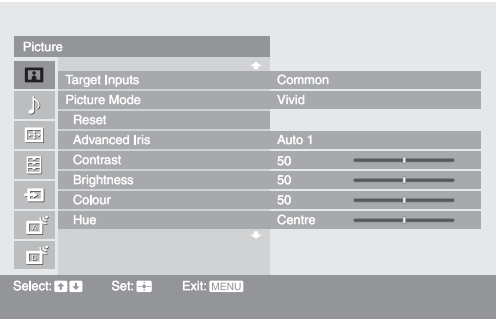 Picture
Target Inputs Common
Picture Mode Vivid
Reset
Advanced Iris Auto 1
Contrast 50
Brightness 50
Colour 50
Hue Centre
Select: Set: Exit: MENU